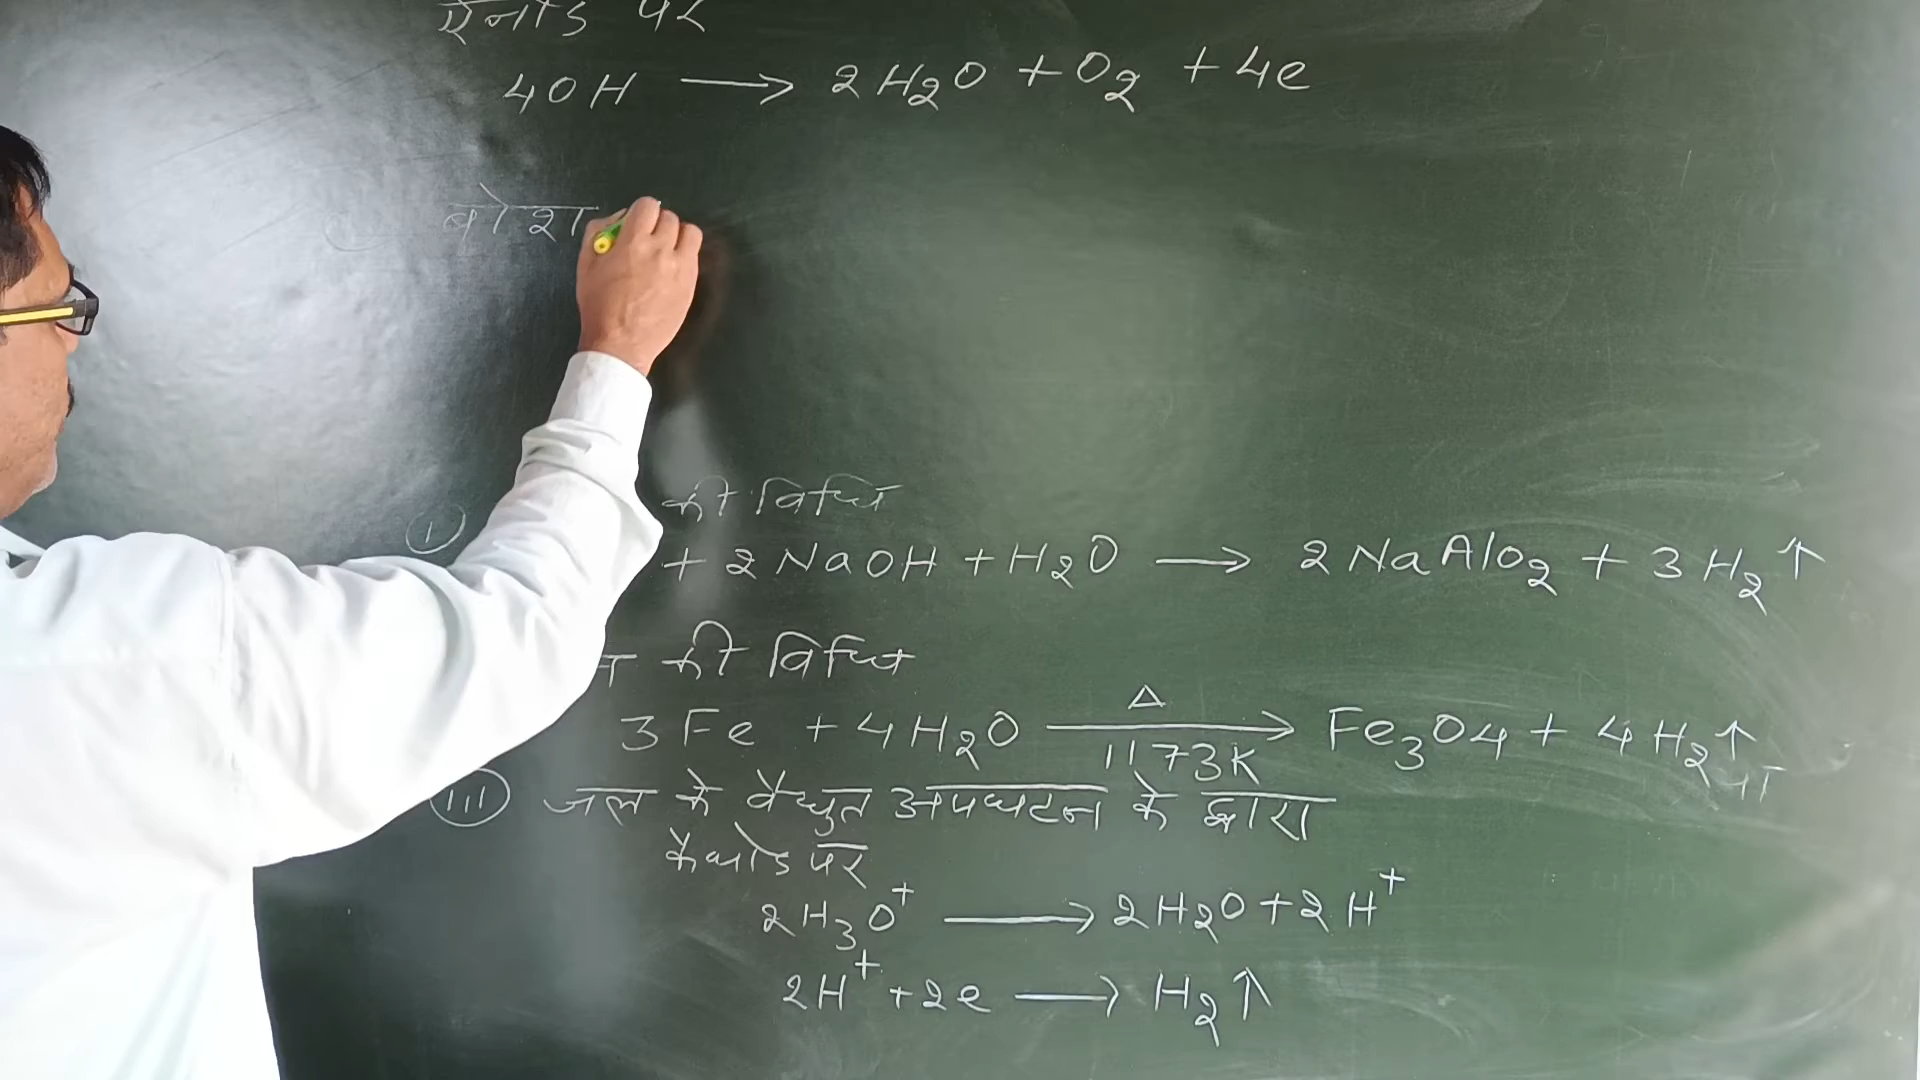 ऐनोड पर
4OH ⟶ 2H₂O + O₂ + 4e
बोशा
① की विधि
+ 2NaOH + H₂O ⟶ 2NaAlO₂ + 3H₂↑
की विधि
3Fe + 4H₂O —Δ/1173K→ Fe₃O₄ + 4H₂↑
III जल के वैद्युत अपघटन के द्वारा
कैथोड पर
2H₃O⁺ ⟶ 2H₂O + 2H⁺
2H⁺ + 2e ⟶ H₂↑